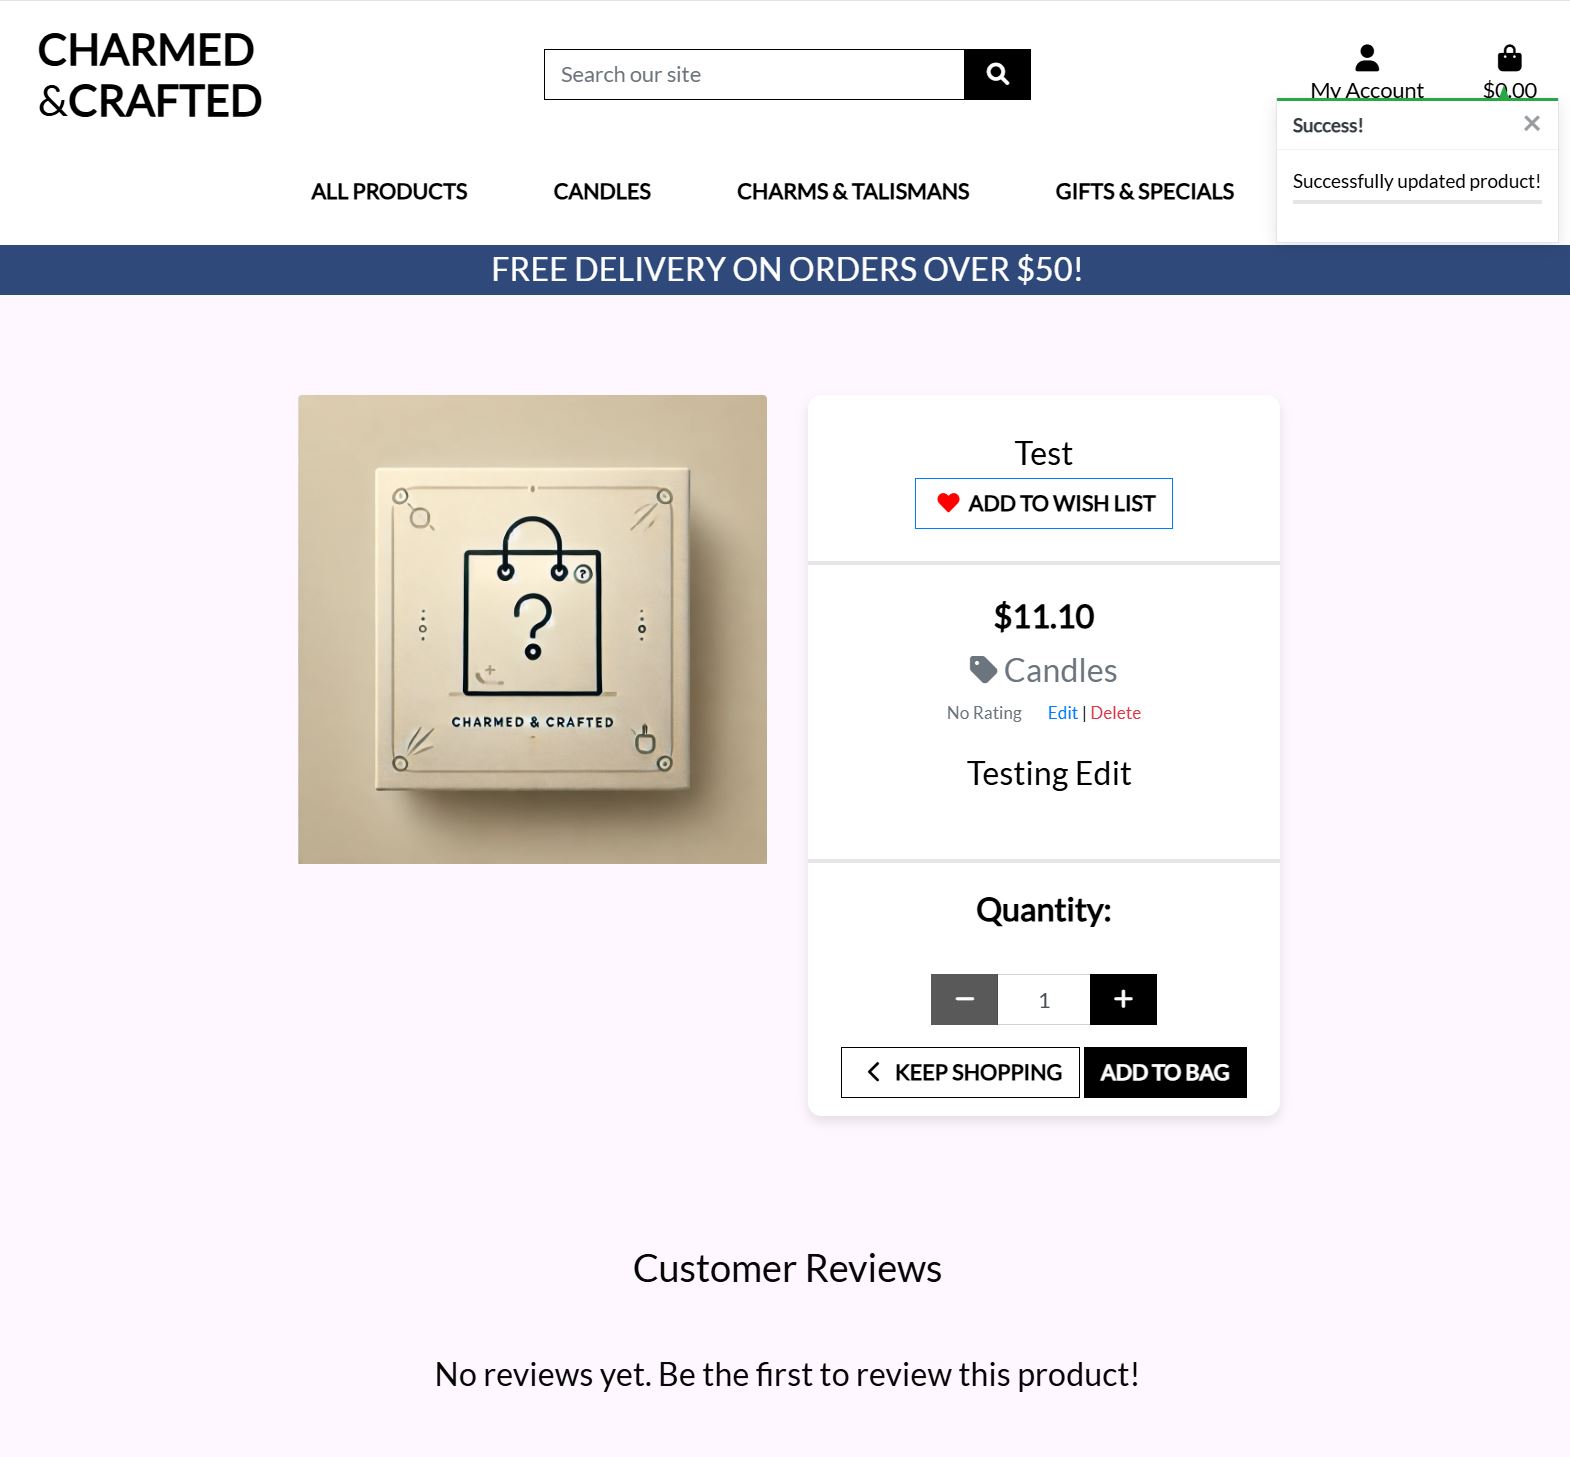 CHARMED
&CRAFTED
Search our site
My Account
$0.00
Success!
×
Successfully updated product!
ALL PRODUCTS
CANDLES
CHARMS & TALISMANS
GIFTS & SPECIALS
FREE DELIVERY ON ORDERS OVER $50!
?
?
CHARMED & CRAFTED
Test
ADD TO WISH LIST
$11.10
Candles
No Rating Edit | Delete
Testing Edit
Quantity:
− 1 +
KEEP SHOPPING
ADD TO BAG
Customer Reviews
No reviews yet. Be the first to review this product!